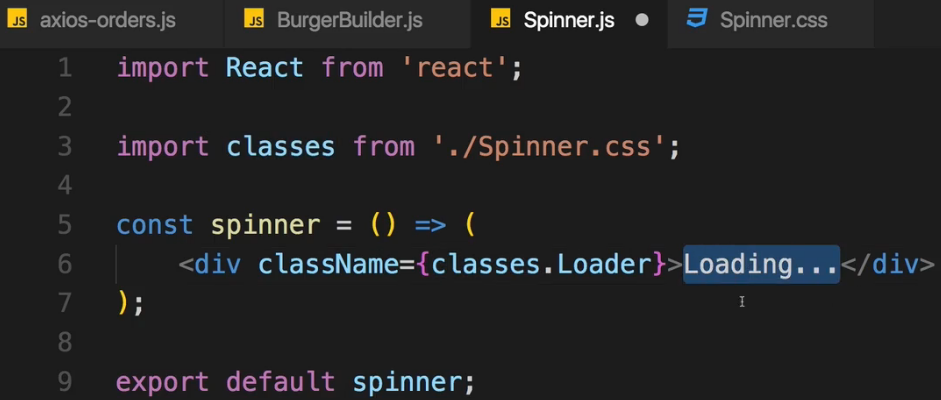 JS axios-orders.js JS BurgerBuilder.js JS Spinner.js Spinner.css
1 import React from 'react';
2
3 import classes from './Spinner.css';
4
5 const spinner = () => (
6 <div className={classes.Loader}>Loading...</div>
7 );
8
9 export default spinner;